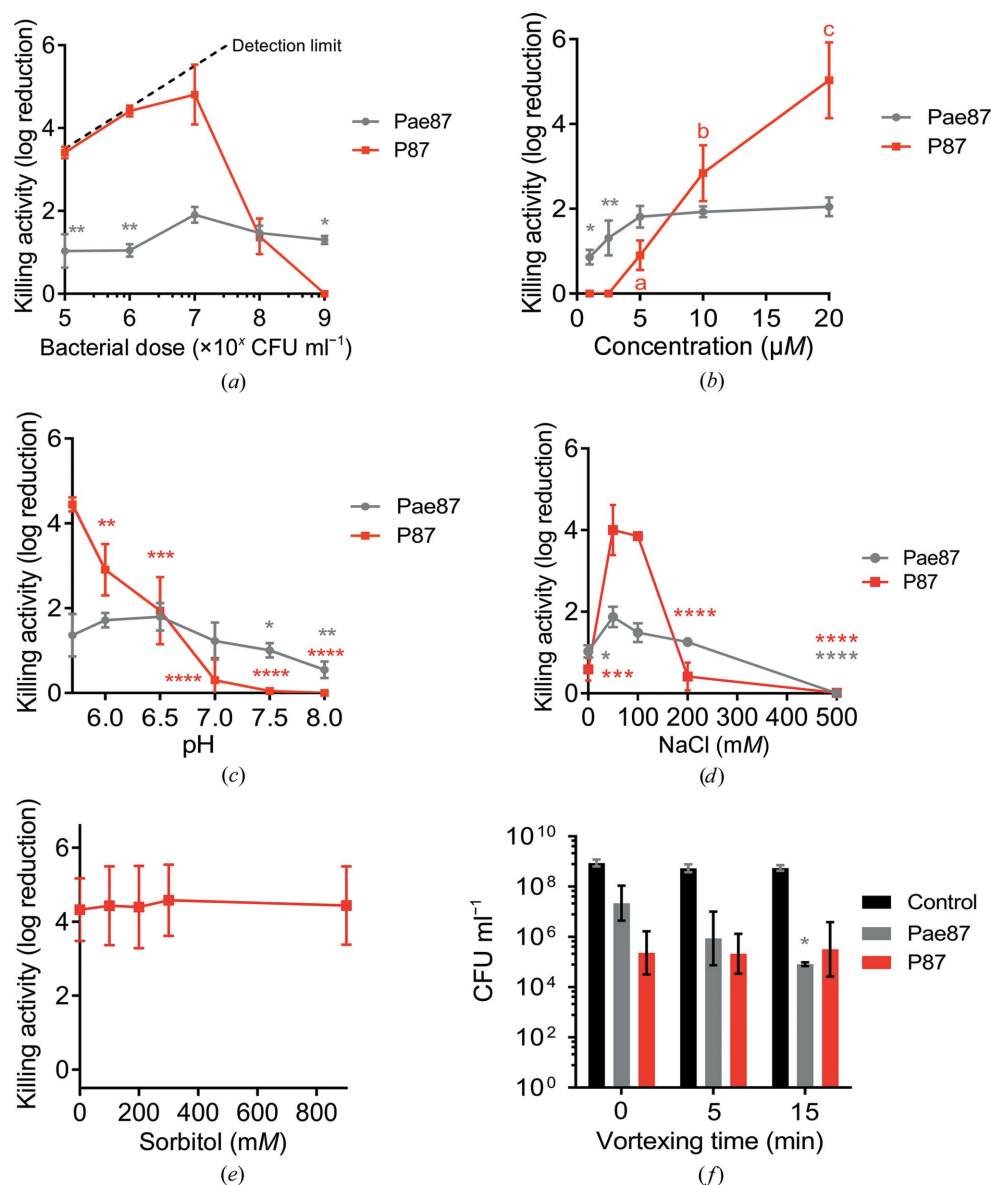 Detection limit
Killing activity (log reduction)
6
4
2
0
** ** *
5 6 7 8 9
Bacterial dose (×10ˣ CFU ml⁻¹)
Pae87
P87
(a)
Killing activity (log reduction)
6
4
2
0
* ** a b c
0 5 10 15 20
Concentration (µM)
Pae87
P87
(b)
Killing activity (log reduction)
6
4
2
0
** *** * **
**** **** ****
6.0 6.5 7.0 7.5 8.0
pH
Pae87
P87
(c)
Killing activity (log reduction)
6
4
2
0
**** ****
* ****
***
0 100 200 300 400 500
NaCl (mM)
Pae87
P87
(d)
Killing activity (log reduction)
6
4
4
0
0 200 400 600 800
Sorbitol (mM)
(e)
CFU ml⁻¹
10¹⁰
10⁸
10⁶
10⁴
10²
10⁰
*
0 5 15
Vortexing time (min)
Control
Pae87
P87
(f)